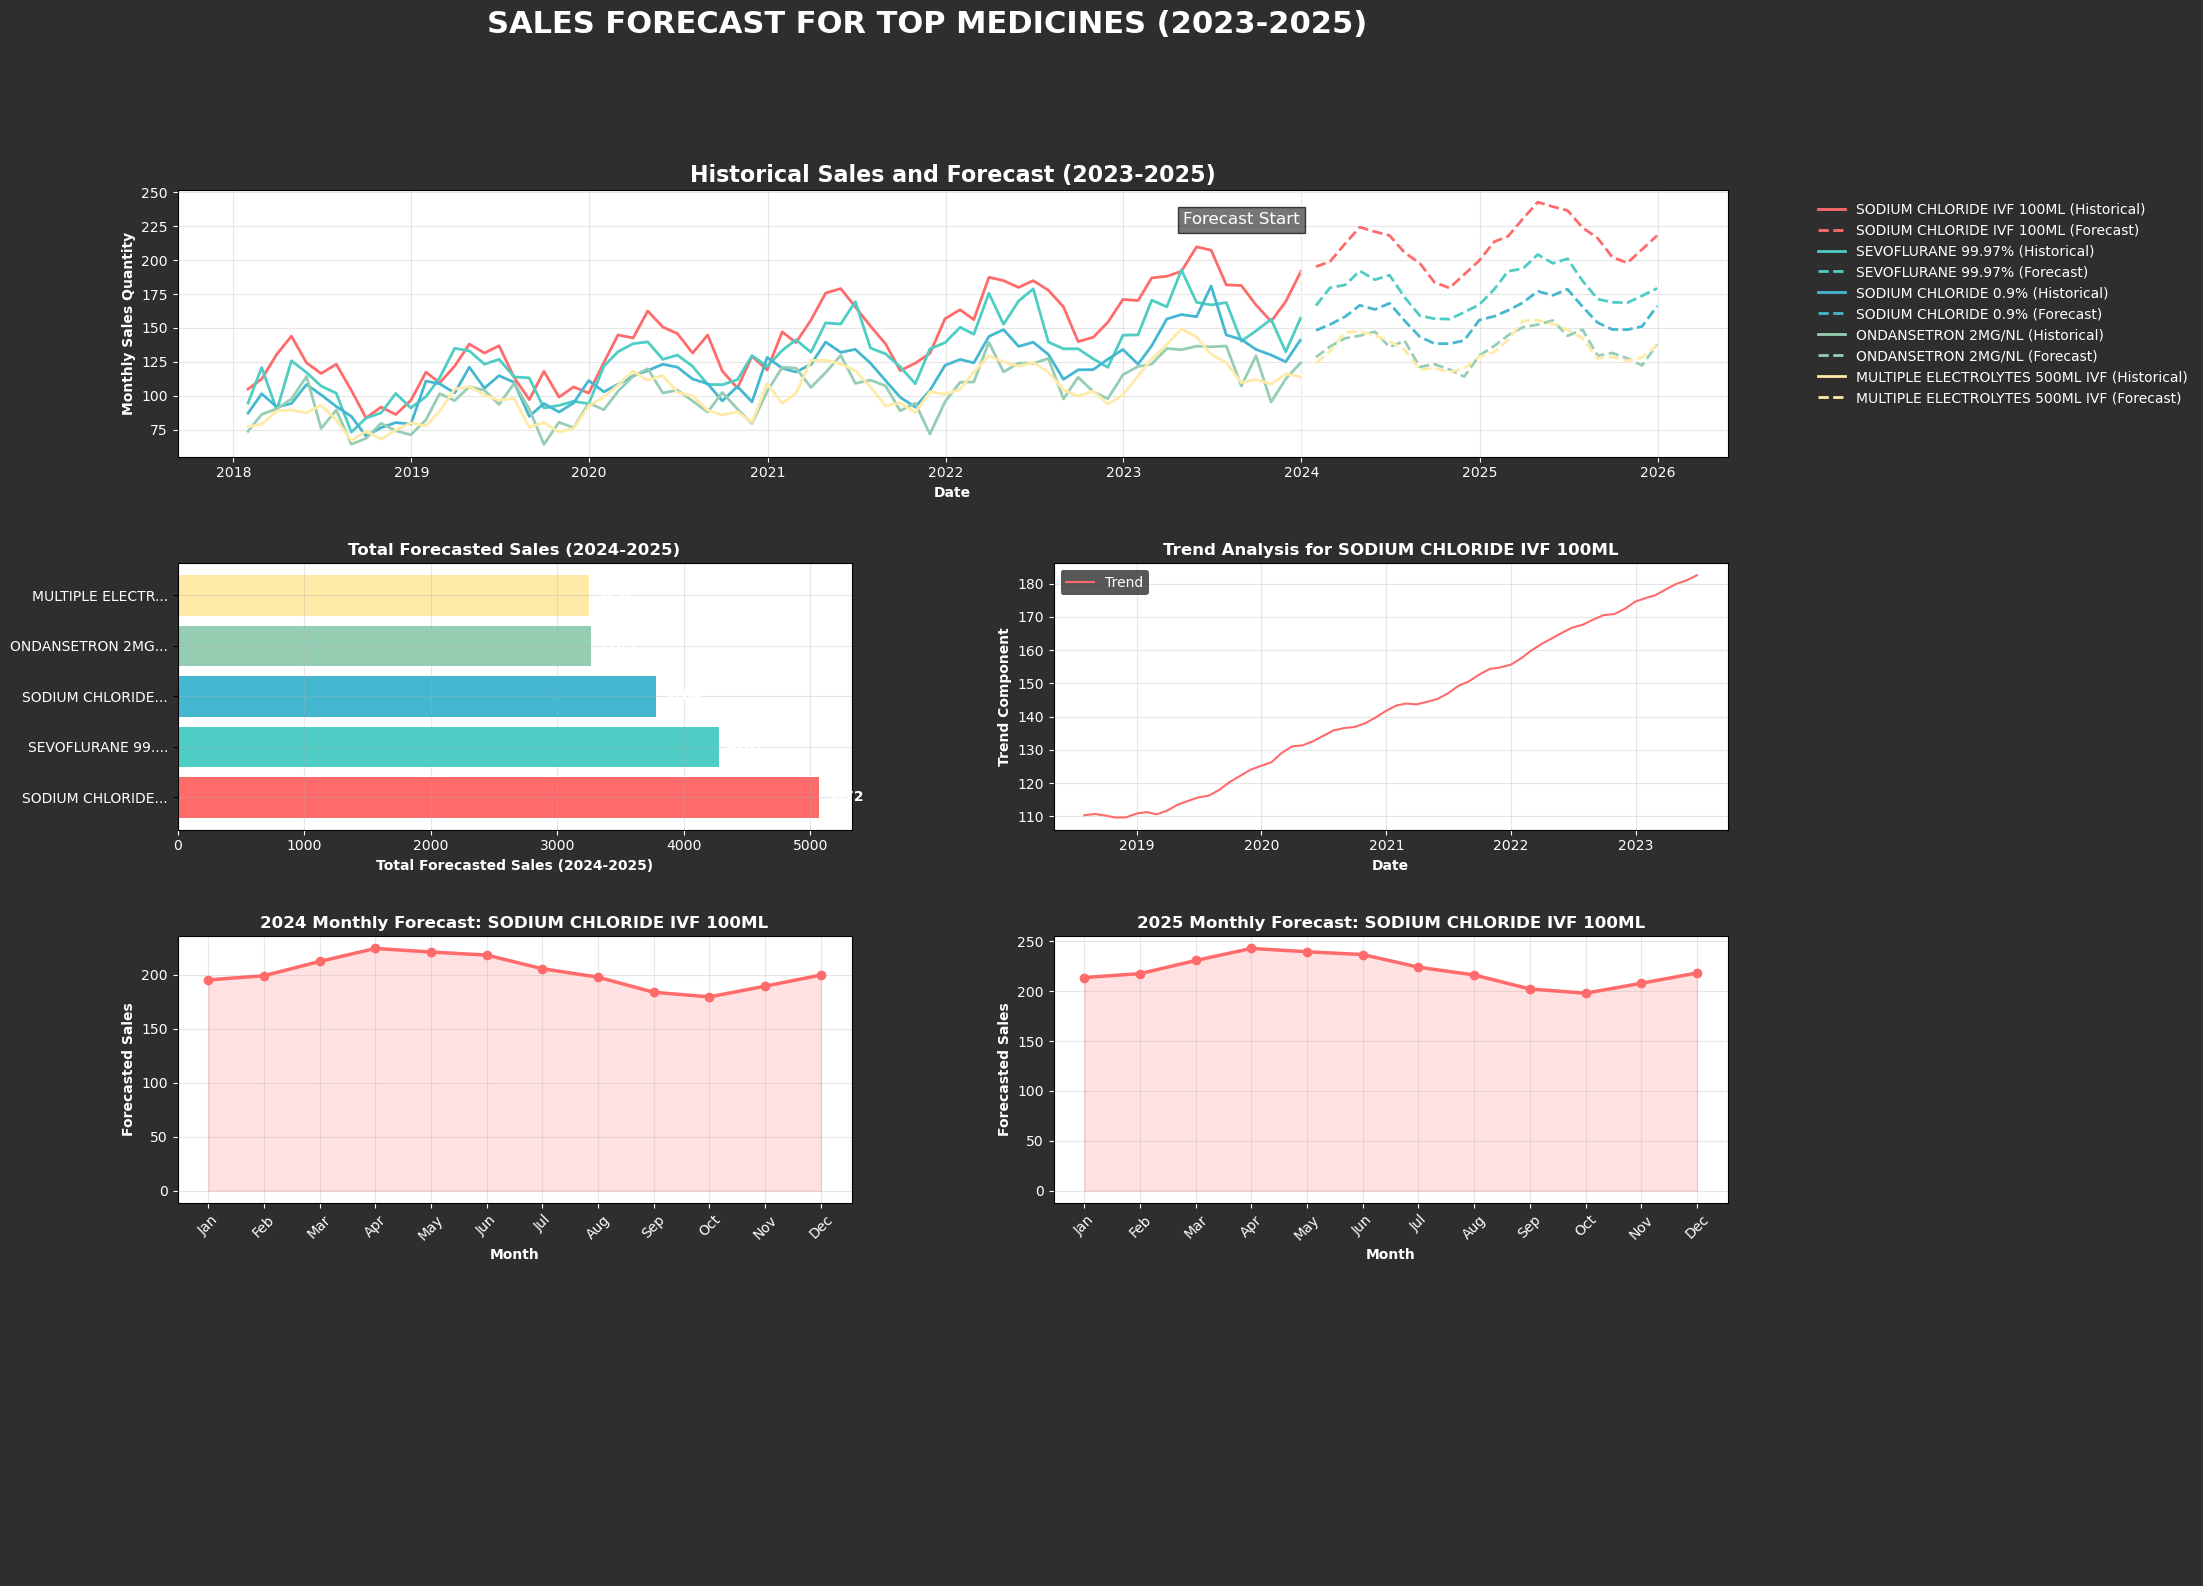 SALES FORECAST FOR TOP MEDICINES (2023-2025)
Historical Sales and Forecast (2023-2025)
Monthly Sales Quantity
250
225
200
175
150
125
100
75
Forecast Start
2018 2019 2020 2021 2022 2023 2024 2025 2026
Date
SODIUM CHLORIDE IVF 100ML (Historical)
SODIUM CHLORIDE IVF 100ML (Forecast)
SEVOFLURANE 99.97% (Historical)
SEVOFLURANE 99.97% (Forecast)
SODIUM CHLORIDE 0.9% (Historical)
SODIUM CHLORIDE 0.9% (Forecast)
ONDANSETRON 2MG/NL (Historical)
ONDANSETRON 2MG/NL (Forecast)
MULTIPLE ELECTROLYTES 500ML IVF (Historical)
MULTIPLE ELECTROLYTES 500ML IVF (Forecast)
Total Forecasted Sales (2024-2025)
MULTIPLE ELECTR...
ONDANSETRON 2MG...
SODIUM CHLORIDE...
SEVOFLURANE 99....
SODIUM CHLORIDE...
0 1000 2000 3000 4000 5000
Total Forecasted Sales (2024-2025)
Trend Analysis for SODIUM CHLORIDE IVF 100ML
Trend
Trend Component
180
170
160
150
140
130
120
110
2019 2020 2021 2022 2023
Date
2024 Monthly Forecast: SODIUM CHLORIDE IVF 100ML
Forecasted Sales
200
150
100
50
0
Jan Feb Mar Apr May Jun Jul Aug Sep Oct Nov Dec
Month
2025 Monthly Forecast: SODIUM CHLORIDE IVF 100ML
Forecasted Sales
250
200
150
100
50
0
Jan Feb Mar Apr May Jun Jul Aug Sep Oct Nov Dec
Month